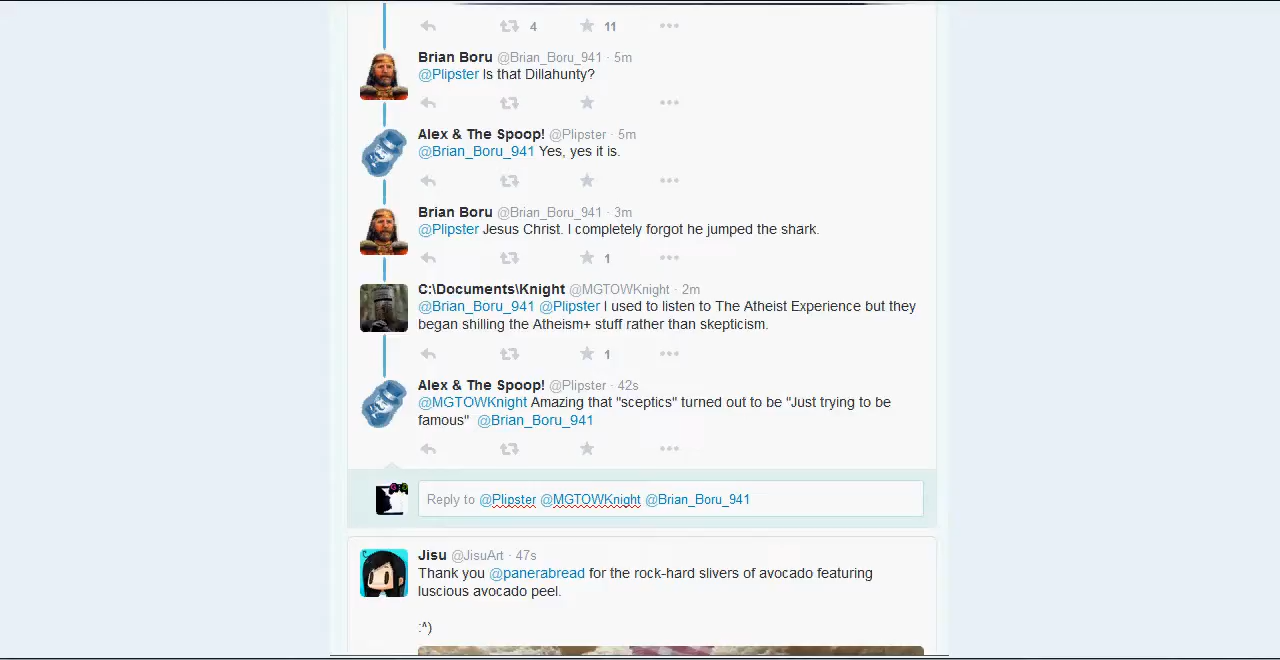 4 11
Brian Boru @Brian_Boru_941 · 5m
@Plipster Is that Dillahunty?
Alex & The Spoop! @Plipster · 5m
@Brian_Boru_941 Yes, yes it is.
Brian Boru @Brian_Boru_941 · 3m
@Plipster Jesus Christ. I completely forgot he jumped the shark.
1
C:\Documents\Knight @MGTOWKnight · 2m
@Brian_Boru_941 @Plipster I used to listen to The Atheist Experience but they
began shilling the Atheism+ stuff rather than skepticism.
1
Alex & The Spoop! @Plipster · 42s
@MGTOWKnight Amazing that "sceptics" turned out to be "Just trying to be
famous" @Brian_Boru_941
Reply to @Plipster @MGTOWKnight @Brian_Boru_941
Jisu @JisuArt · 47s
Thank you @panerabread for the rock-hard slivers of avocado featuring
luscious avocado peel.
:^)